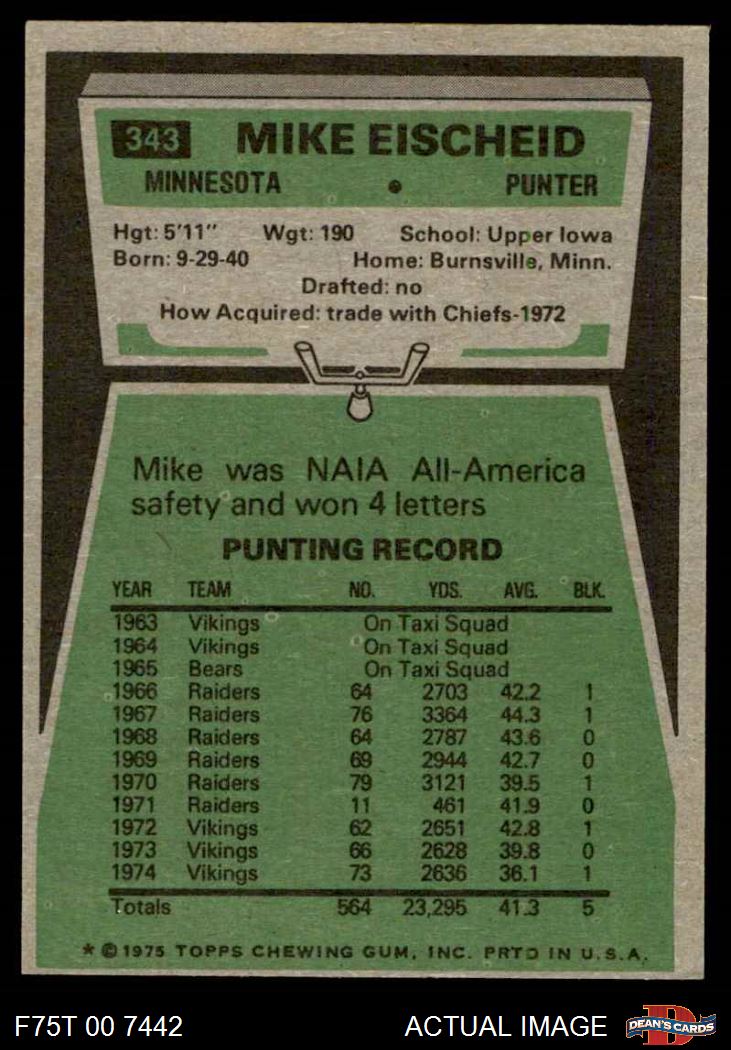 343 MIKE EISCHEID
MINNESOTA • PUNTER
Hgt: 5'11" Wgt: 190 School: Upper Iowa
Born: 9-29-40 Home: Burnsville, Minn.
Drafted: no
How Acquired: trade with Chiefs-1972
Mike was NAIA All-America
safety and won 4 letters
PUNTING RECORD
YEAR TEAM NO. YDS. AVG. BLK.
1963 Vikings On Taxi Squad
1964 Vikings On Taxi Squad
1965 Bears On Taxi Squad
1966 Raiders 64 2703 42.2 1
1967 Raiders 76 3364 44.3 1
1968 Raiders 64 2787 43.6 0
1969 Raiders 69 2944 42.7 0
1970 Raiders 79 3121 39.5 1
1971 Raiders 11 461 41.9 0
1972 Vikings 62 2651 42.8 1
1973 Vikings 66 2628 39.8 0
1974 Vikings 73 2636 36.1 1
Totals 564 23,295 41.3 5
* © 1975 TOPPS CHEWING GUM, INC. PRTD IN U.S.A.
F75T 00 7442 ACTUAL IMAGE DEAN'S CARDS